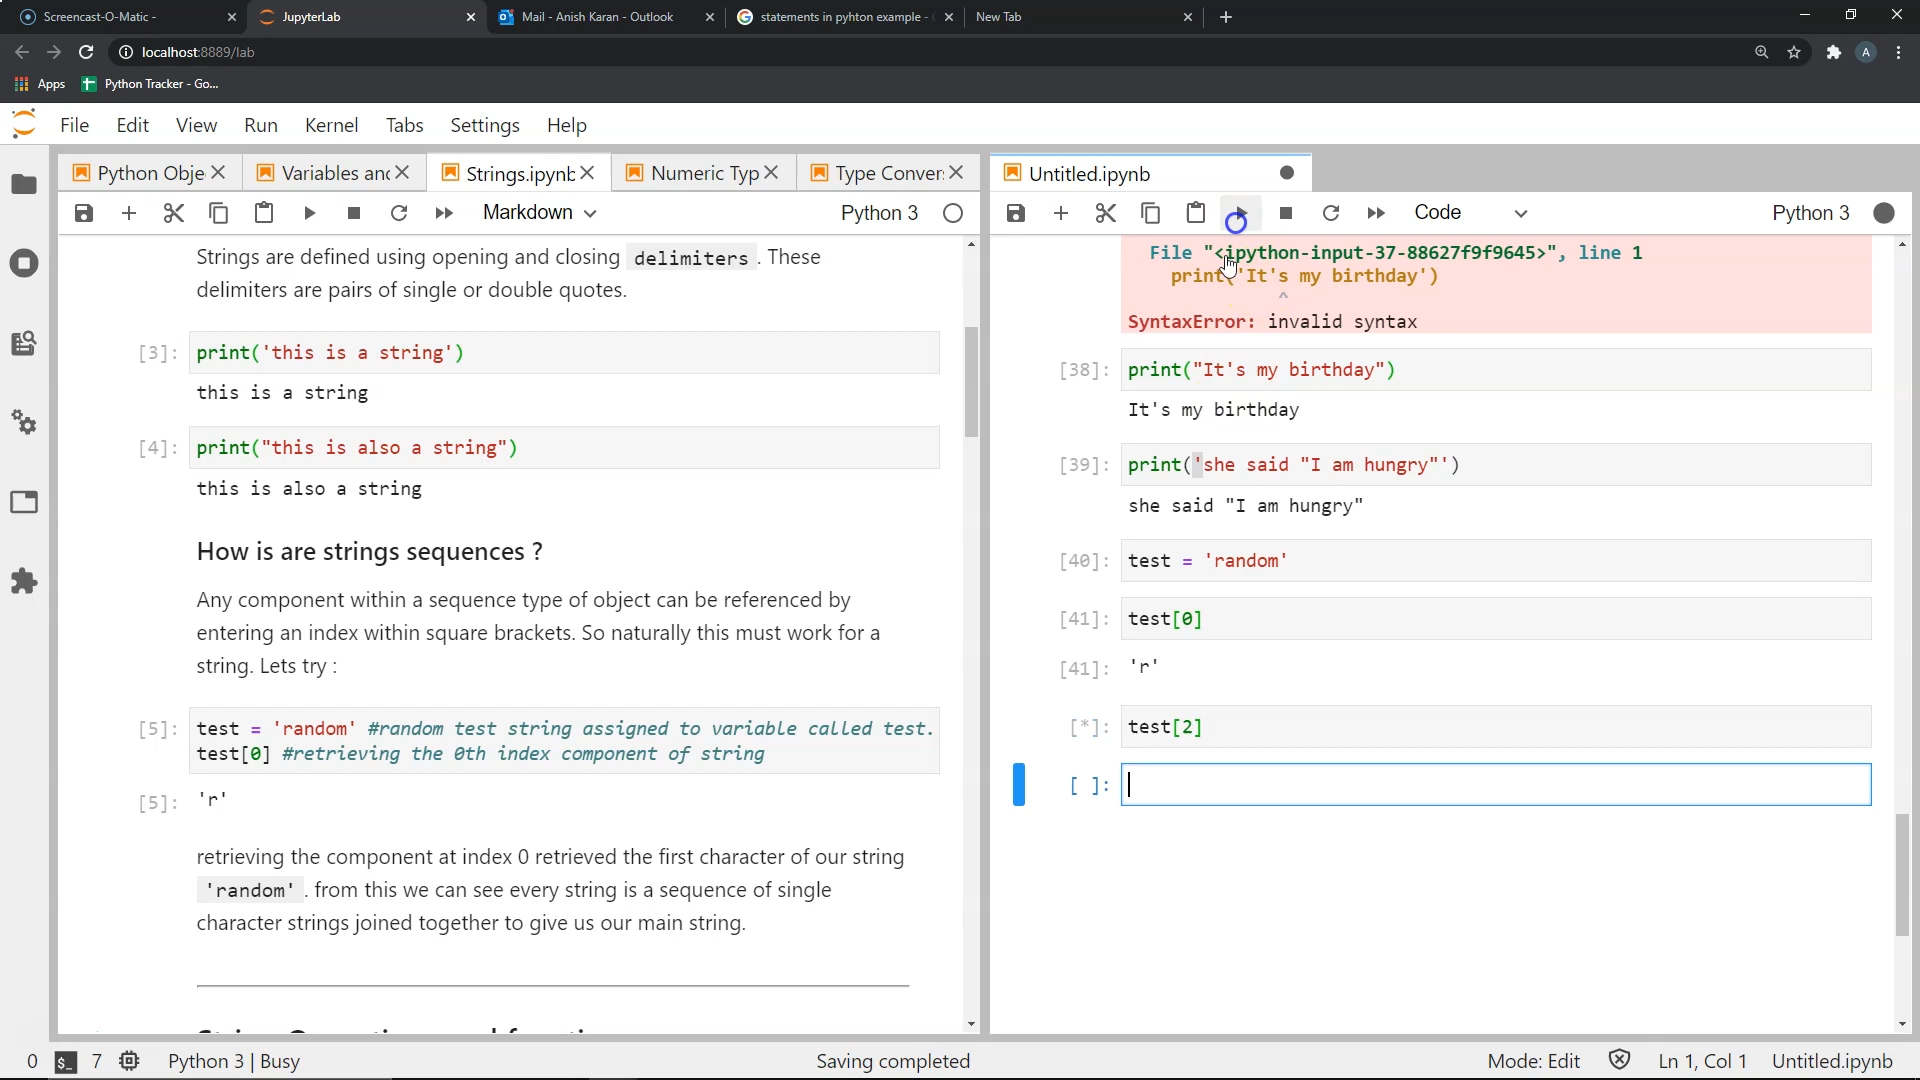 Screencast-O-Matic -
JupyterLab
Mail - Anish Karan - Outlook
statements in pyhton example -
New Tab
localhost:8889/lab
A
Apps
Python Tracker - Go...
File Edit View Run Kernel Tabs Settings Help
Python Obje
Variables and
Strings.ipynb
Numeric Typ
Type Conver
Untitled.ipynb
Markdown
Python 3
Code
Python 3
Strings are defined using opening and closing delimiters . These
delimiters are pairs of single or double quotes.
[3]: print('this is a string')
this is a string
[4]: print("this is also a string")
this is also a string
How is are strings sequences ?
Any component within a sequence type of object can be referenced by
entering an index within square brackets. So naturally this must work for a
string. Lets try :
[5]: test = 'random' #random test string assigned to variable called test.
test[0] #retrieving the 0th index component of string
[5]: 'r'
retrieving the component at index 0 retrieved the first character of our string
'random' . from this we can see every string is a sequence of single
character strings joined together to give us our main string.
File "<ipython-input-37-88627f9f9645>", line 1
print('It's my birthday')
^
SyntaxError: invalid syntax
[38]: print("It's my birthday")
It's my birthday
[39]: print('she said "I am hungry"')
she said "I am hungry"
[40]: test = 'random'
[41]: test[0]
[41]: 'r'
[*]: test[2]
[ ]:
0 $_ 7 Python 3 | Busy
Saving completed
Mode: Edit Ln 1, Col 1 Untitled.ipynb